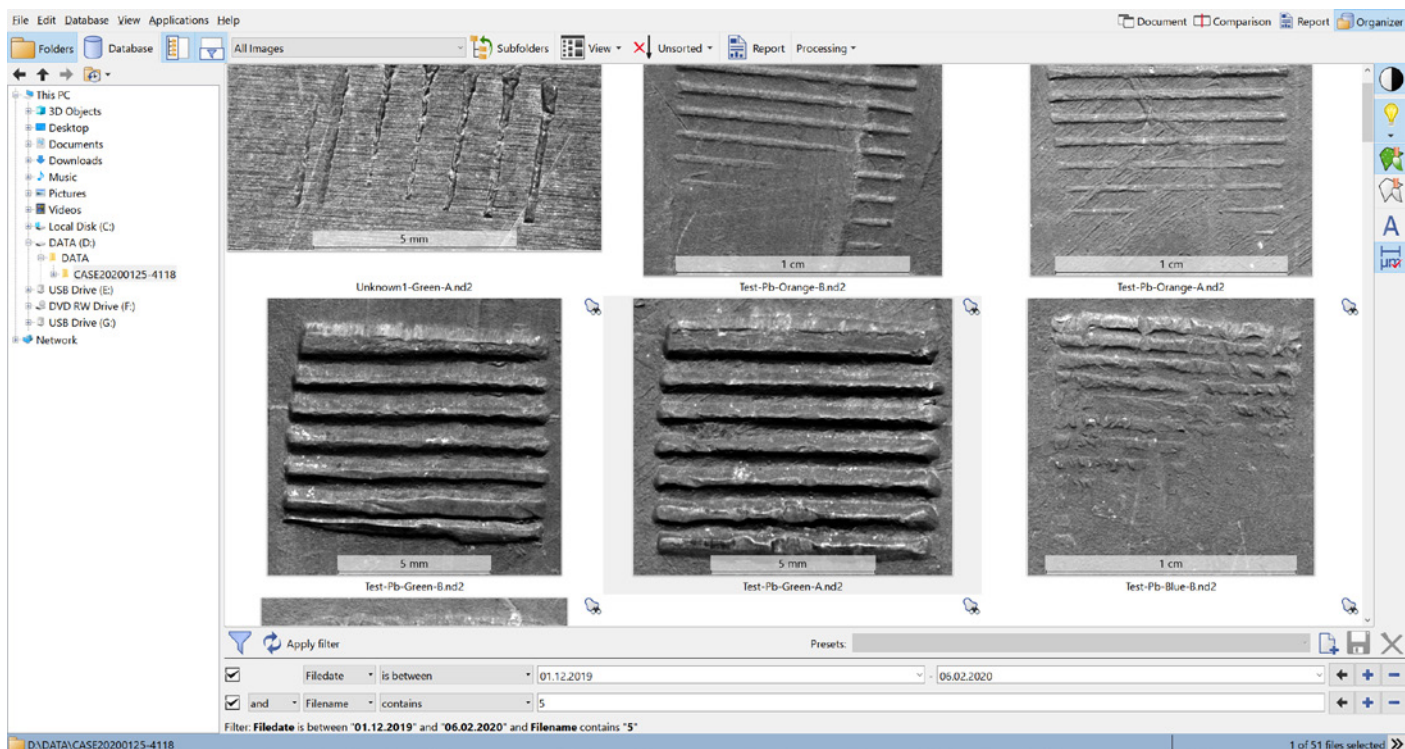 File Edit Database View Applications Help
Document Comparison Report Organizer
Folders Database All Images Subfolders View Unsorted Report Processing
This PC
3D Objects
Desktop
Documents
Downloads
Music
Pictures
Videos
Local Disk (C:)
DATA (D:)
DATA
CASE20200125-4118
USB Drive (E:)
DVD RW Drive (F:)
USB Drive (G:)
Network
5 mm
1 cm
1 cm
Unknown1-Green-A.nd2
Test-Pb-Orange-B.nd2
Test-Pb-Orange-A.nd2
5 mm
5 mm
1 cm
Test-Pb-Green-B.nd2
Test-Pb-Green-A.nd2
Test-Pb-Blue-B.nd2
A
μm
Apply filter Presets:
Filedate is between 01.12.2019 - 06.02.2020
and Filename contains 5
Filter: Filedate is between "01.12.2019" and "06.02.2020" and Filename contains "5"
D:\DATA\CASE20200125-4118 1 of 51 files selected